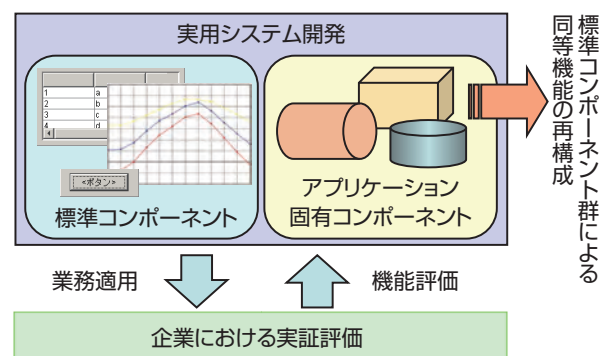 実用システム開発
1 a
2 b
3 c
4 d
<ボタン>
標準コンポーネント
アプリケーション
固有コンポーネント
標準コンポーネント群による
同等機能の再構成
業務適用
機能評価
企業における実証評価